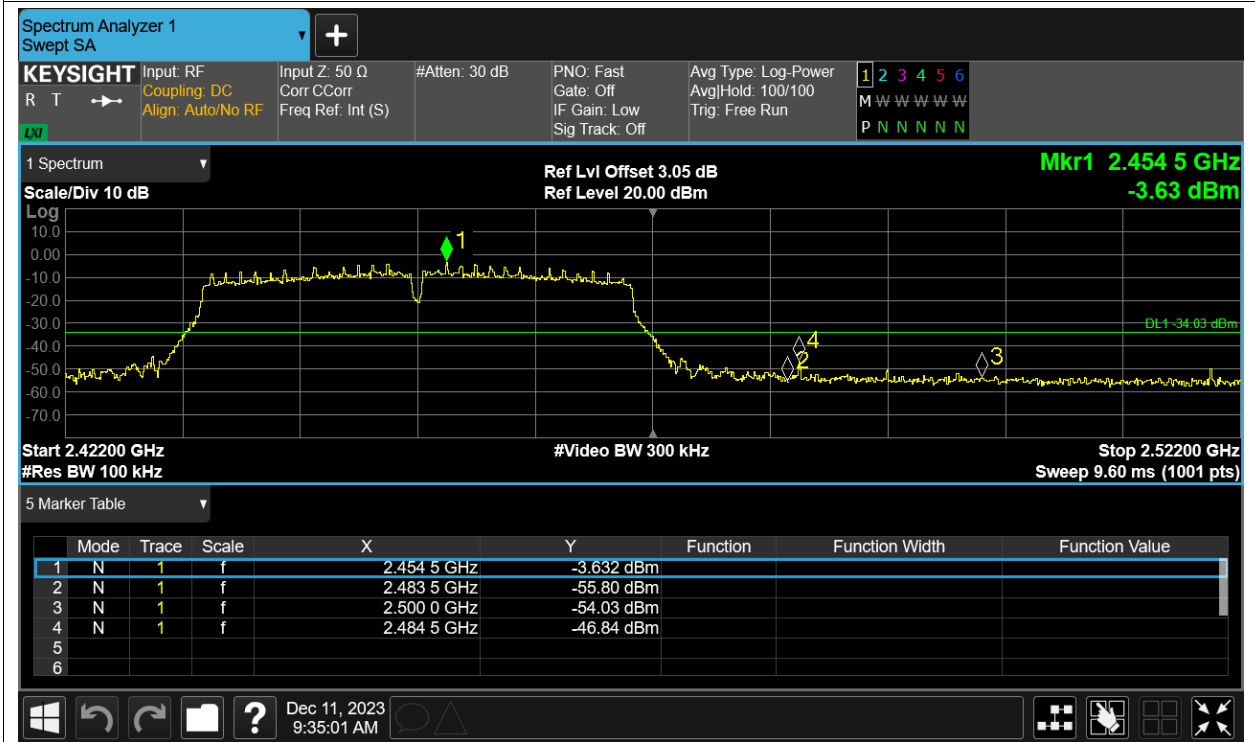 Spectrum Analyzer 1
Swept SA
KEYSIGHT
R T
LXI
Input: RF
Coupling: DC
Align: Auto/No RF
Input Z: 50 Ω
Corr CCorr
Freq Ref: Int (S)
#Atten: 30 dB
PNO: Fast
Gate: Off
IF Gain: Low
Sig Track: Off
Avg Type: Log-Power
Avg|Hold: 100/100
Trig: Free Run
1 2 3 4 5 6
M W W W W W
P N N N N N
1 Spectrum
Scale/Div 10 dB
Ref Lvl Offset 3.05 dB
Ref Level 20.00 dBm
Mkr1 2.454 5 GHz
-3.63 dBm
Log
10.0
0.00
-10.0
-20.0
-30.0
-40.0
-50.0
-60.0
-70.0
1
DL1 -34.03 dBm
4
2
3
Start 2.42200 GHz
#Video BW 300 kHz
Stop 2.52200 GHz
#Res BW 100 kHz
Sweep 9.60 ms (1001 pts)
5 Marker Table
Mode Trace Scale X Y Function Function Width Function Value
1 N 1 f 2.454 5 GHz -3.632 dBm
2 N 1 f 2.483 5 GHz -55.80 dBm
3 N 1 f 2.500 0 GHz -54.03 dBm
4 N 1 f 2.484 5 GHz -46.84 dBm
5
6
?
Dec 11, 2023
9:35:01 AM